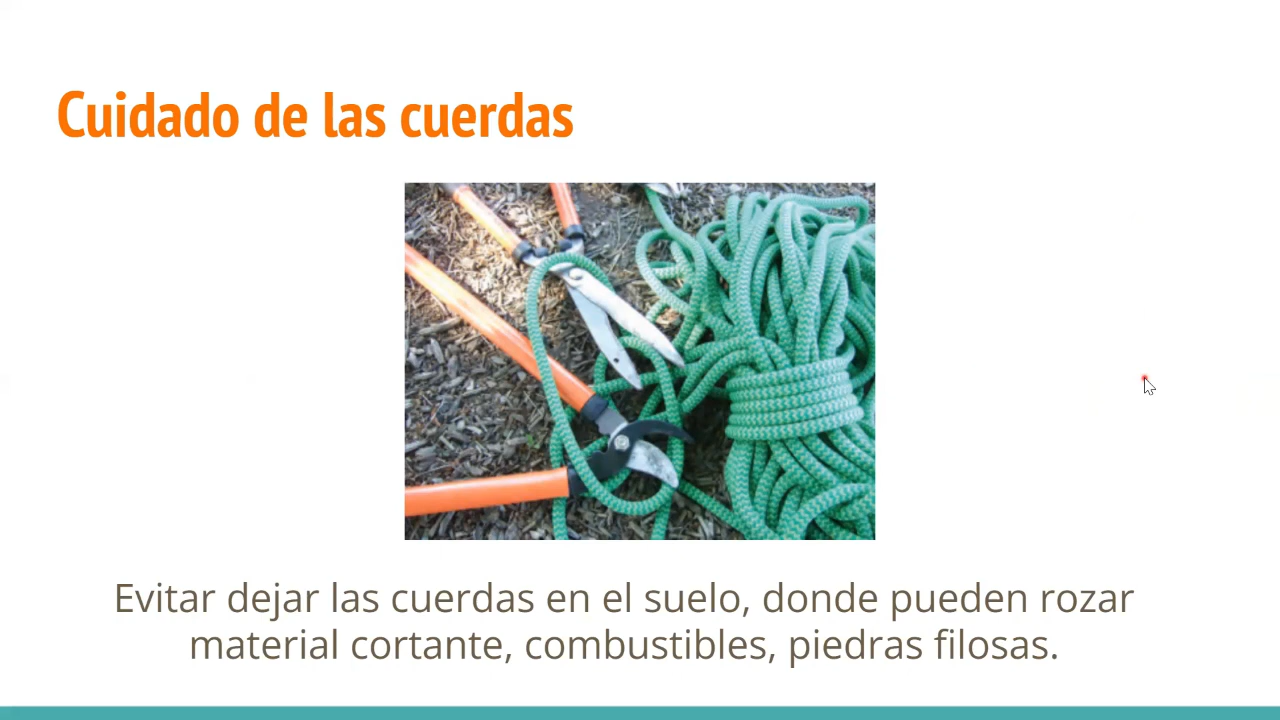 Cuidado de las cuerdas
Evitar dejar las cuerdas en el suelo, donde pueden rozar
material cortante, combustibles, piedras filosas.